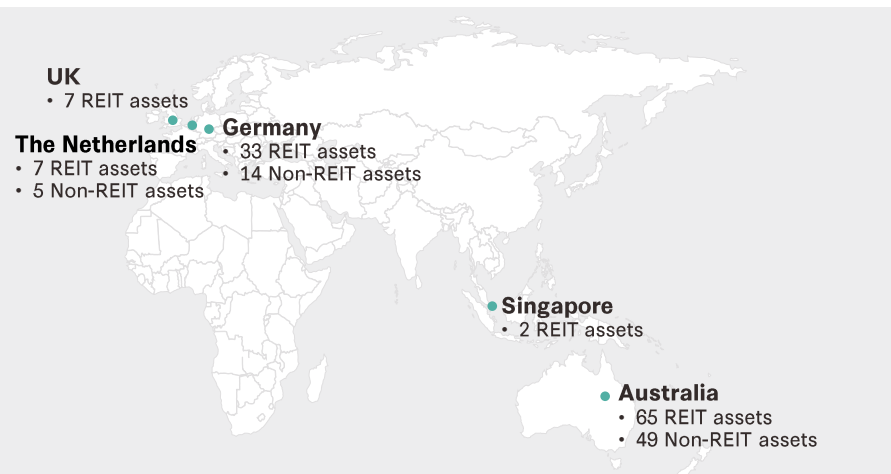 UK
• 7 REIT assets
The Netherlands
• 7 REIT assets
• 5 Non-REIT assets
Germany
• 33 REIT assets
• 14 Non-REIT assets
Singapore
• 2 REIT assets
Australia
• 65 REIT assets
• 49 Non-REIT assets